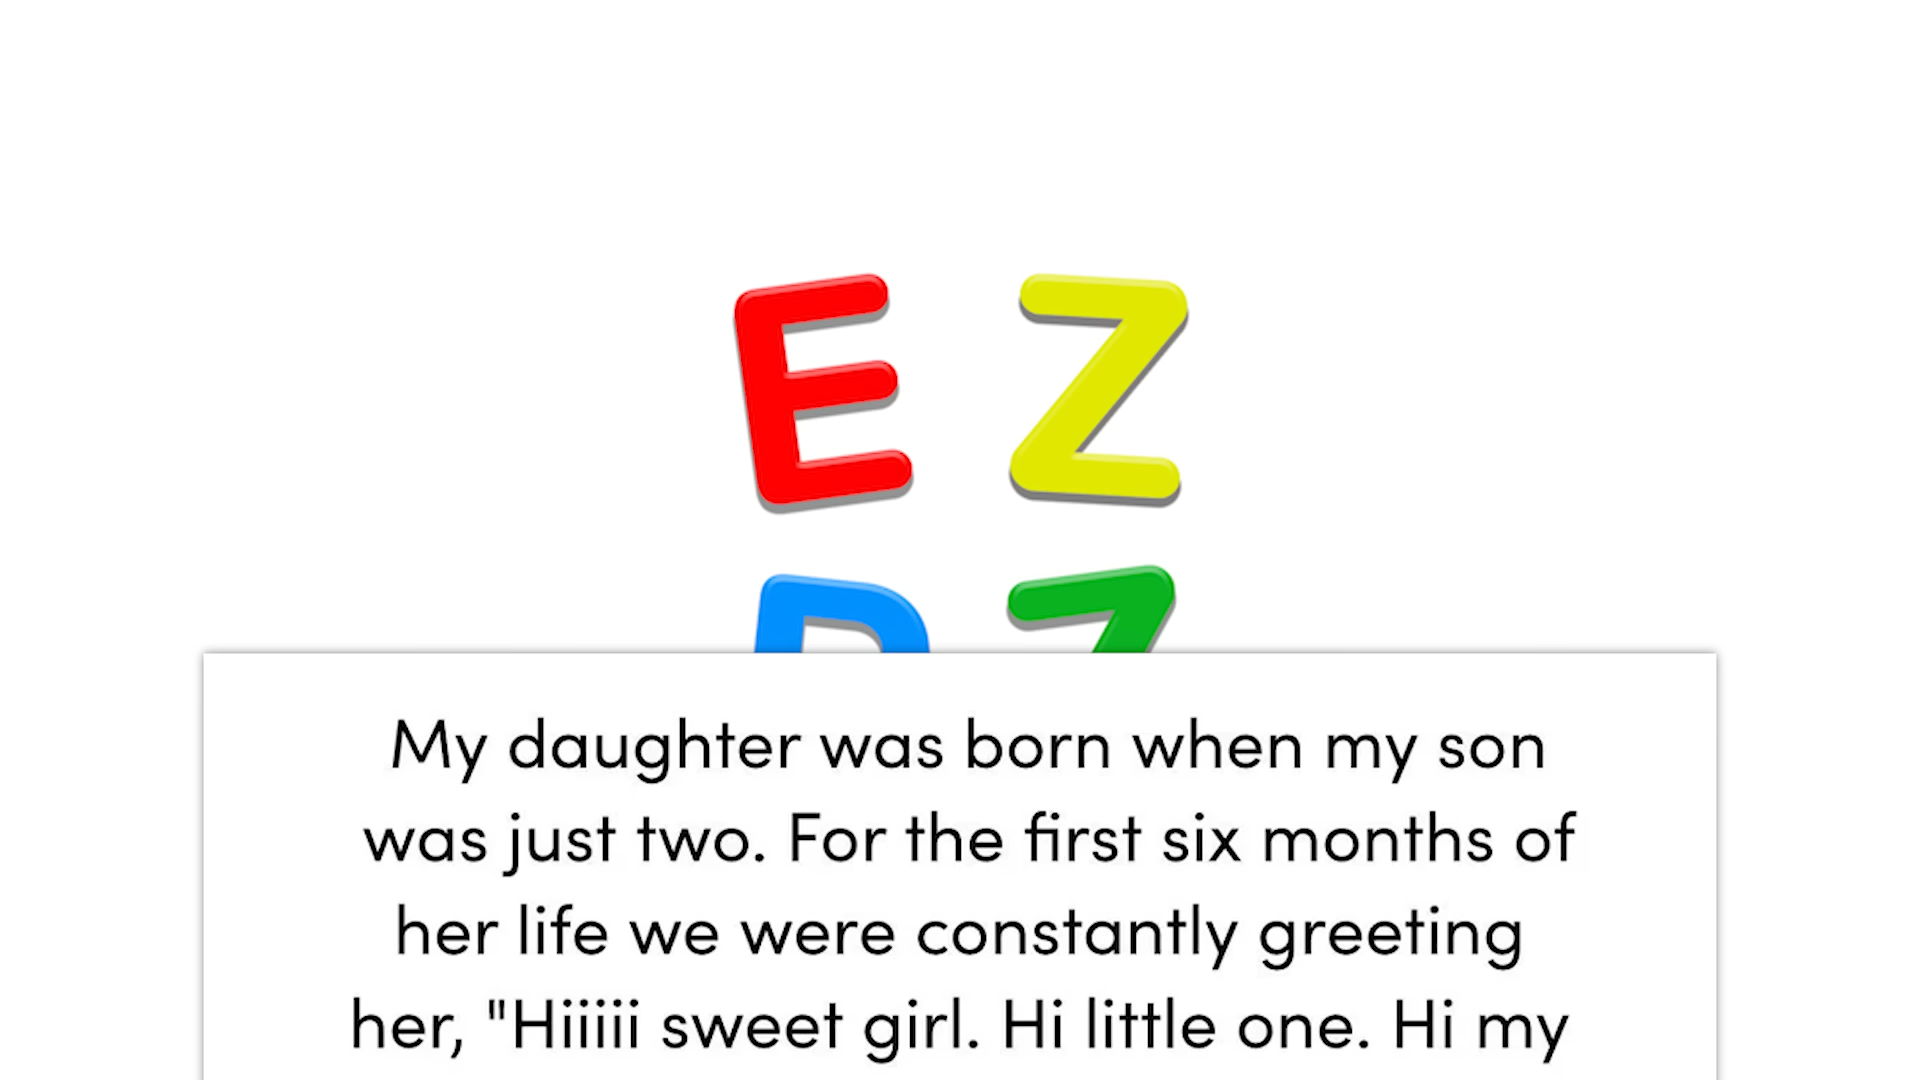 E Z
My daughter was born when my son
was just two. For the first six months of
her life we were constantly greeting
her, "Hiiiii sweet girl. Hi little one. Hi my